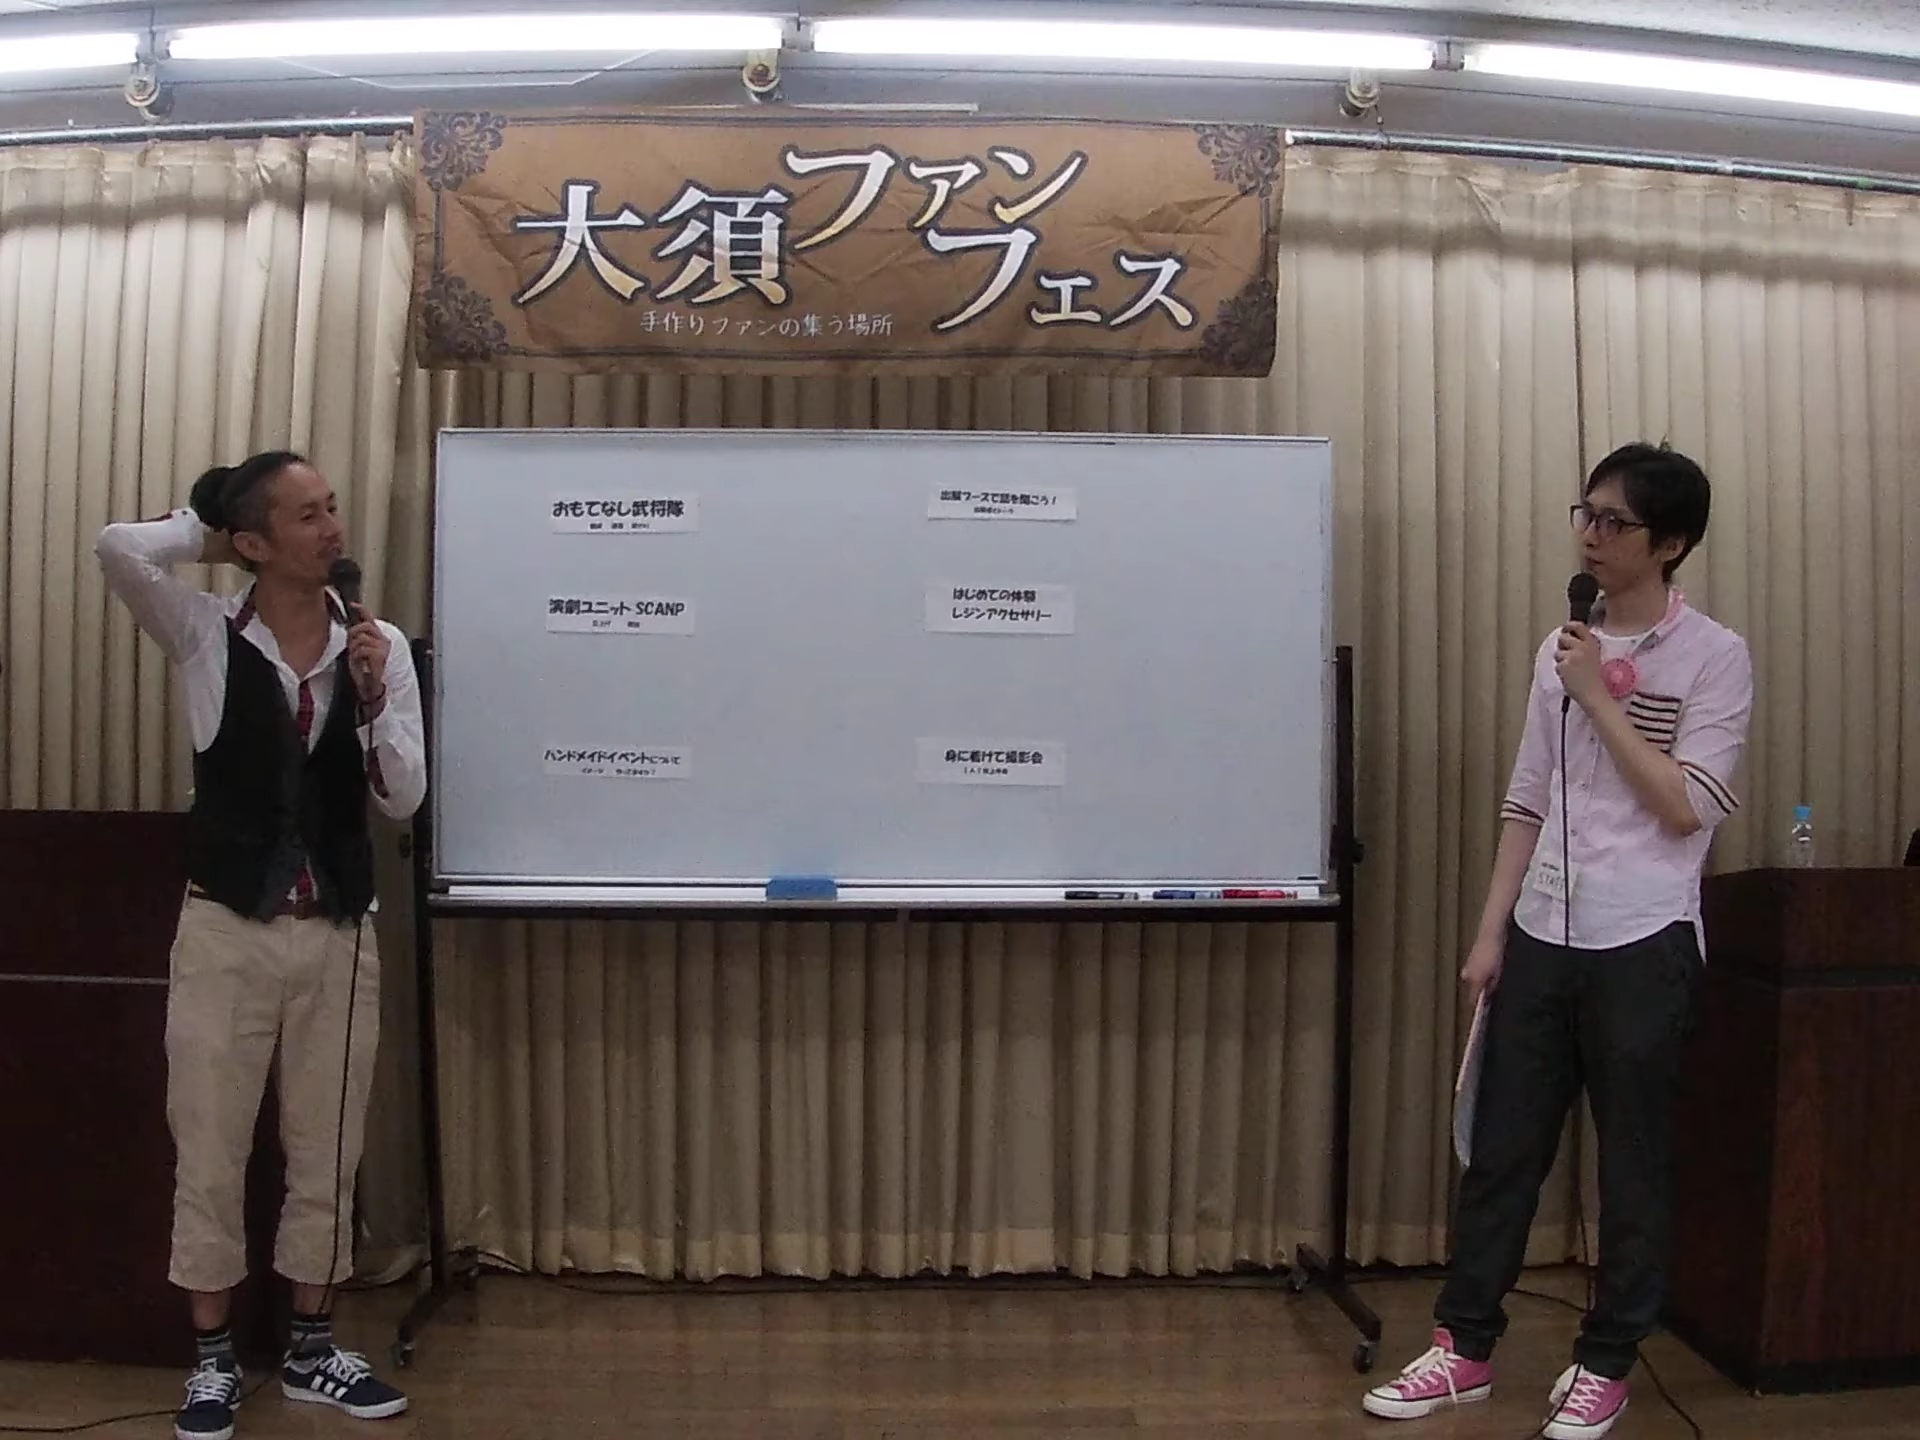 大須ファンフェス
手作りファンの集う場所
おもてなし武将隊
演劇ユニット SCANP
ハンドメイドイベントについて
出展ブースで話を聞こう！
はじめての体験
レジンアクセサリー
身に着けて撮影会